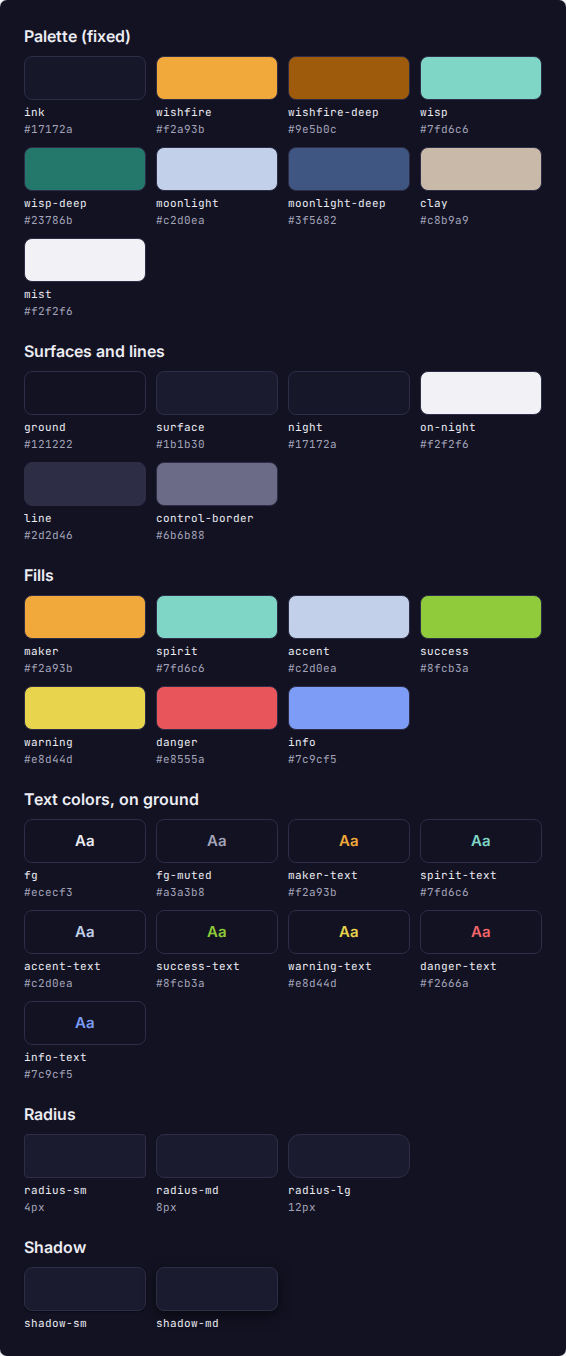 Palette (fixed)
ink wishfire wishfire-deep wisp
#17172a #f2a93b #9e5b0c #7fd6c6
wisp-deep moonlight moonlight-deep clay
#23786b #c2d0ea #3f5682 #c8b9a9
mist
#f2f2f6
Surfaces and lines
ground surface night on-night
#121222 #1b1b30 #17172a #f2f2f6
line control-border
#2d2d46 #6b6b88
Fills
maker spirit accent success
#f2a93b #7fd6c6 #c2d0ea #8fcb3a
warning danger info
#e8d44d #e8555a #7c9cf5
Text colors, on ground
Aa Aa Aa Aa
fg fg-muted maker-text spirit-text
#ececf3 #a3a3b8 #f2a93b #7fd6c6
Aa Aa Aa Aa
accent-text success-text warning-text danger-text
#c2d0ea #8fcb3a #e8d44d #f2666a
Aa
info-text
#7c9cf5
Radius
radius-sm radius-md radius-lg
4px 8px 12px
Shadow
shadow-sm shadow-md